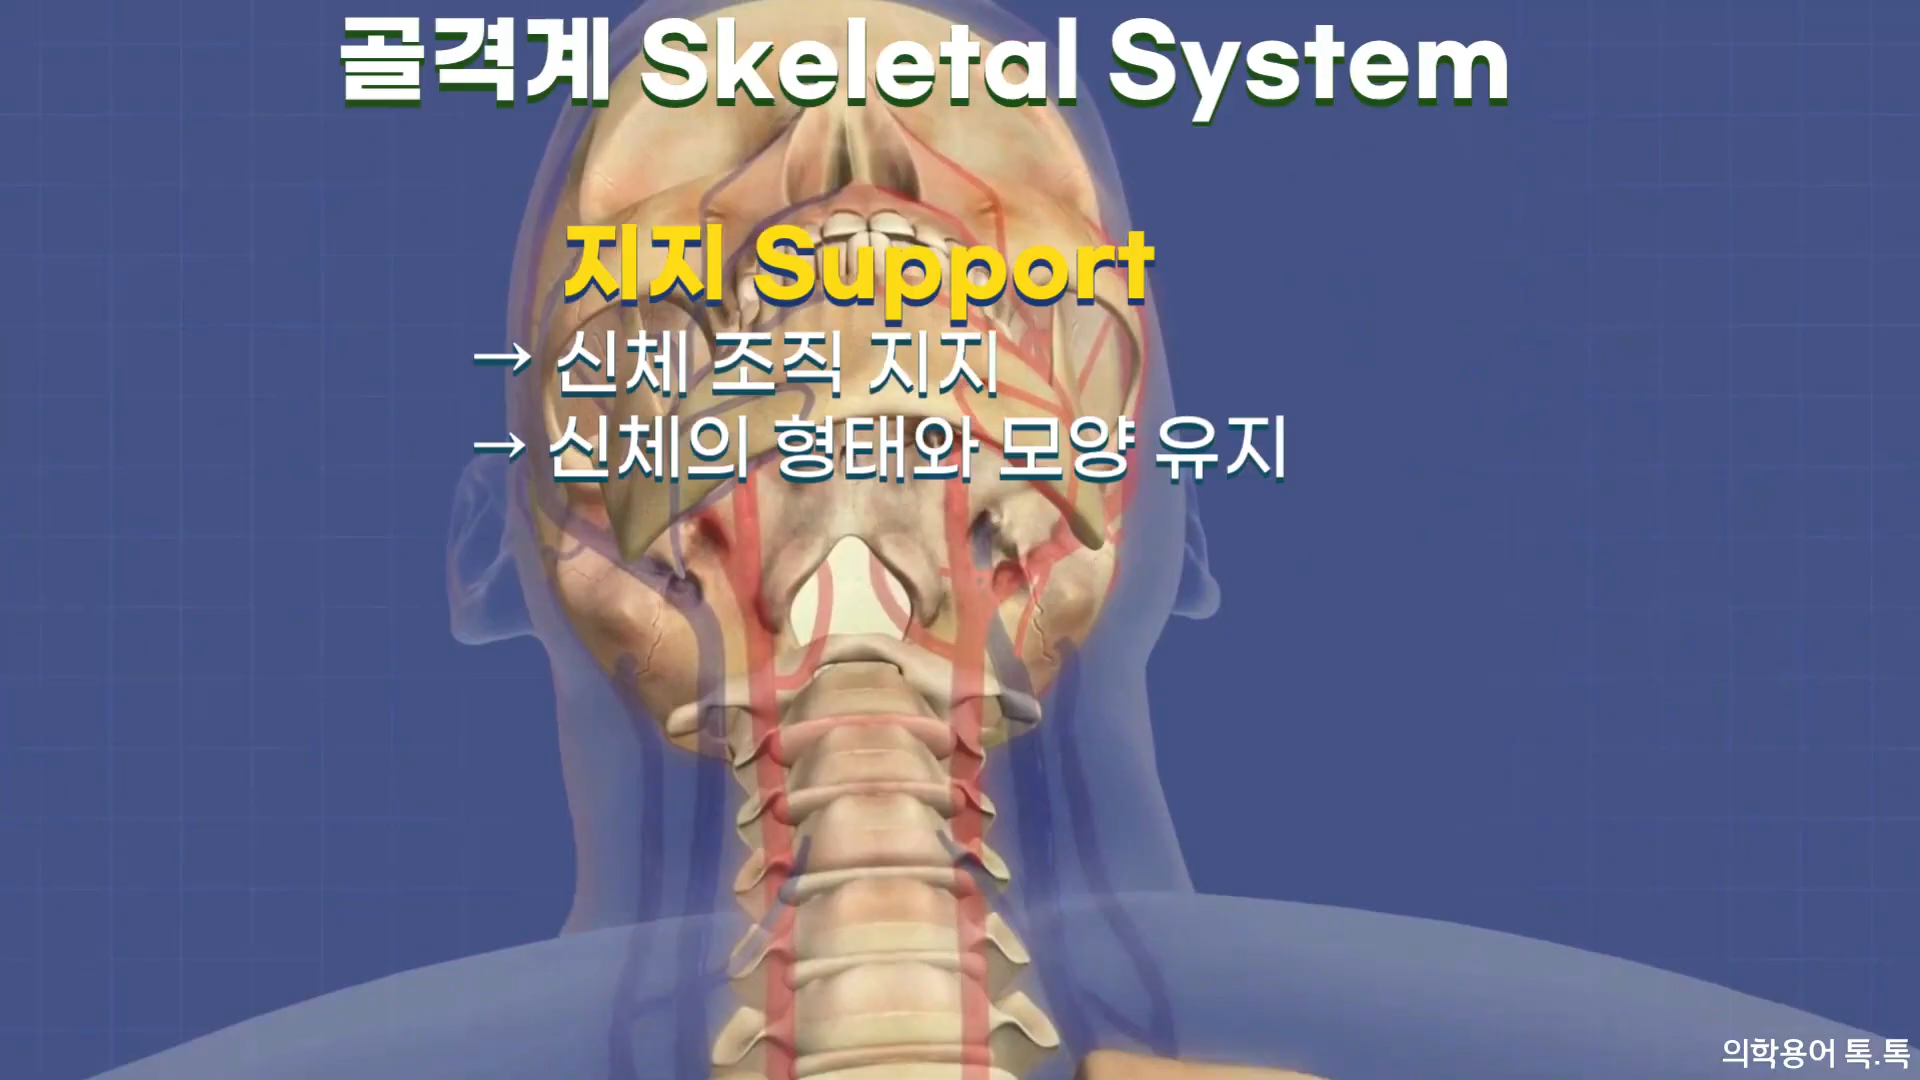 골격계 Skeletal System
지지 Support
→ 신체 조직 지지
→ 신체의 형태와 모양 유지
의학용어 톡.톡